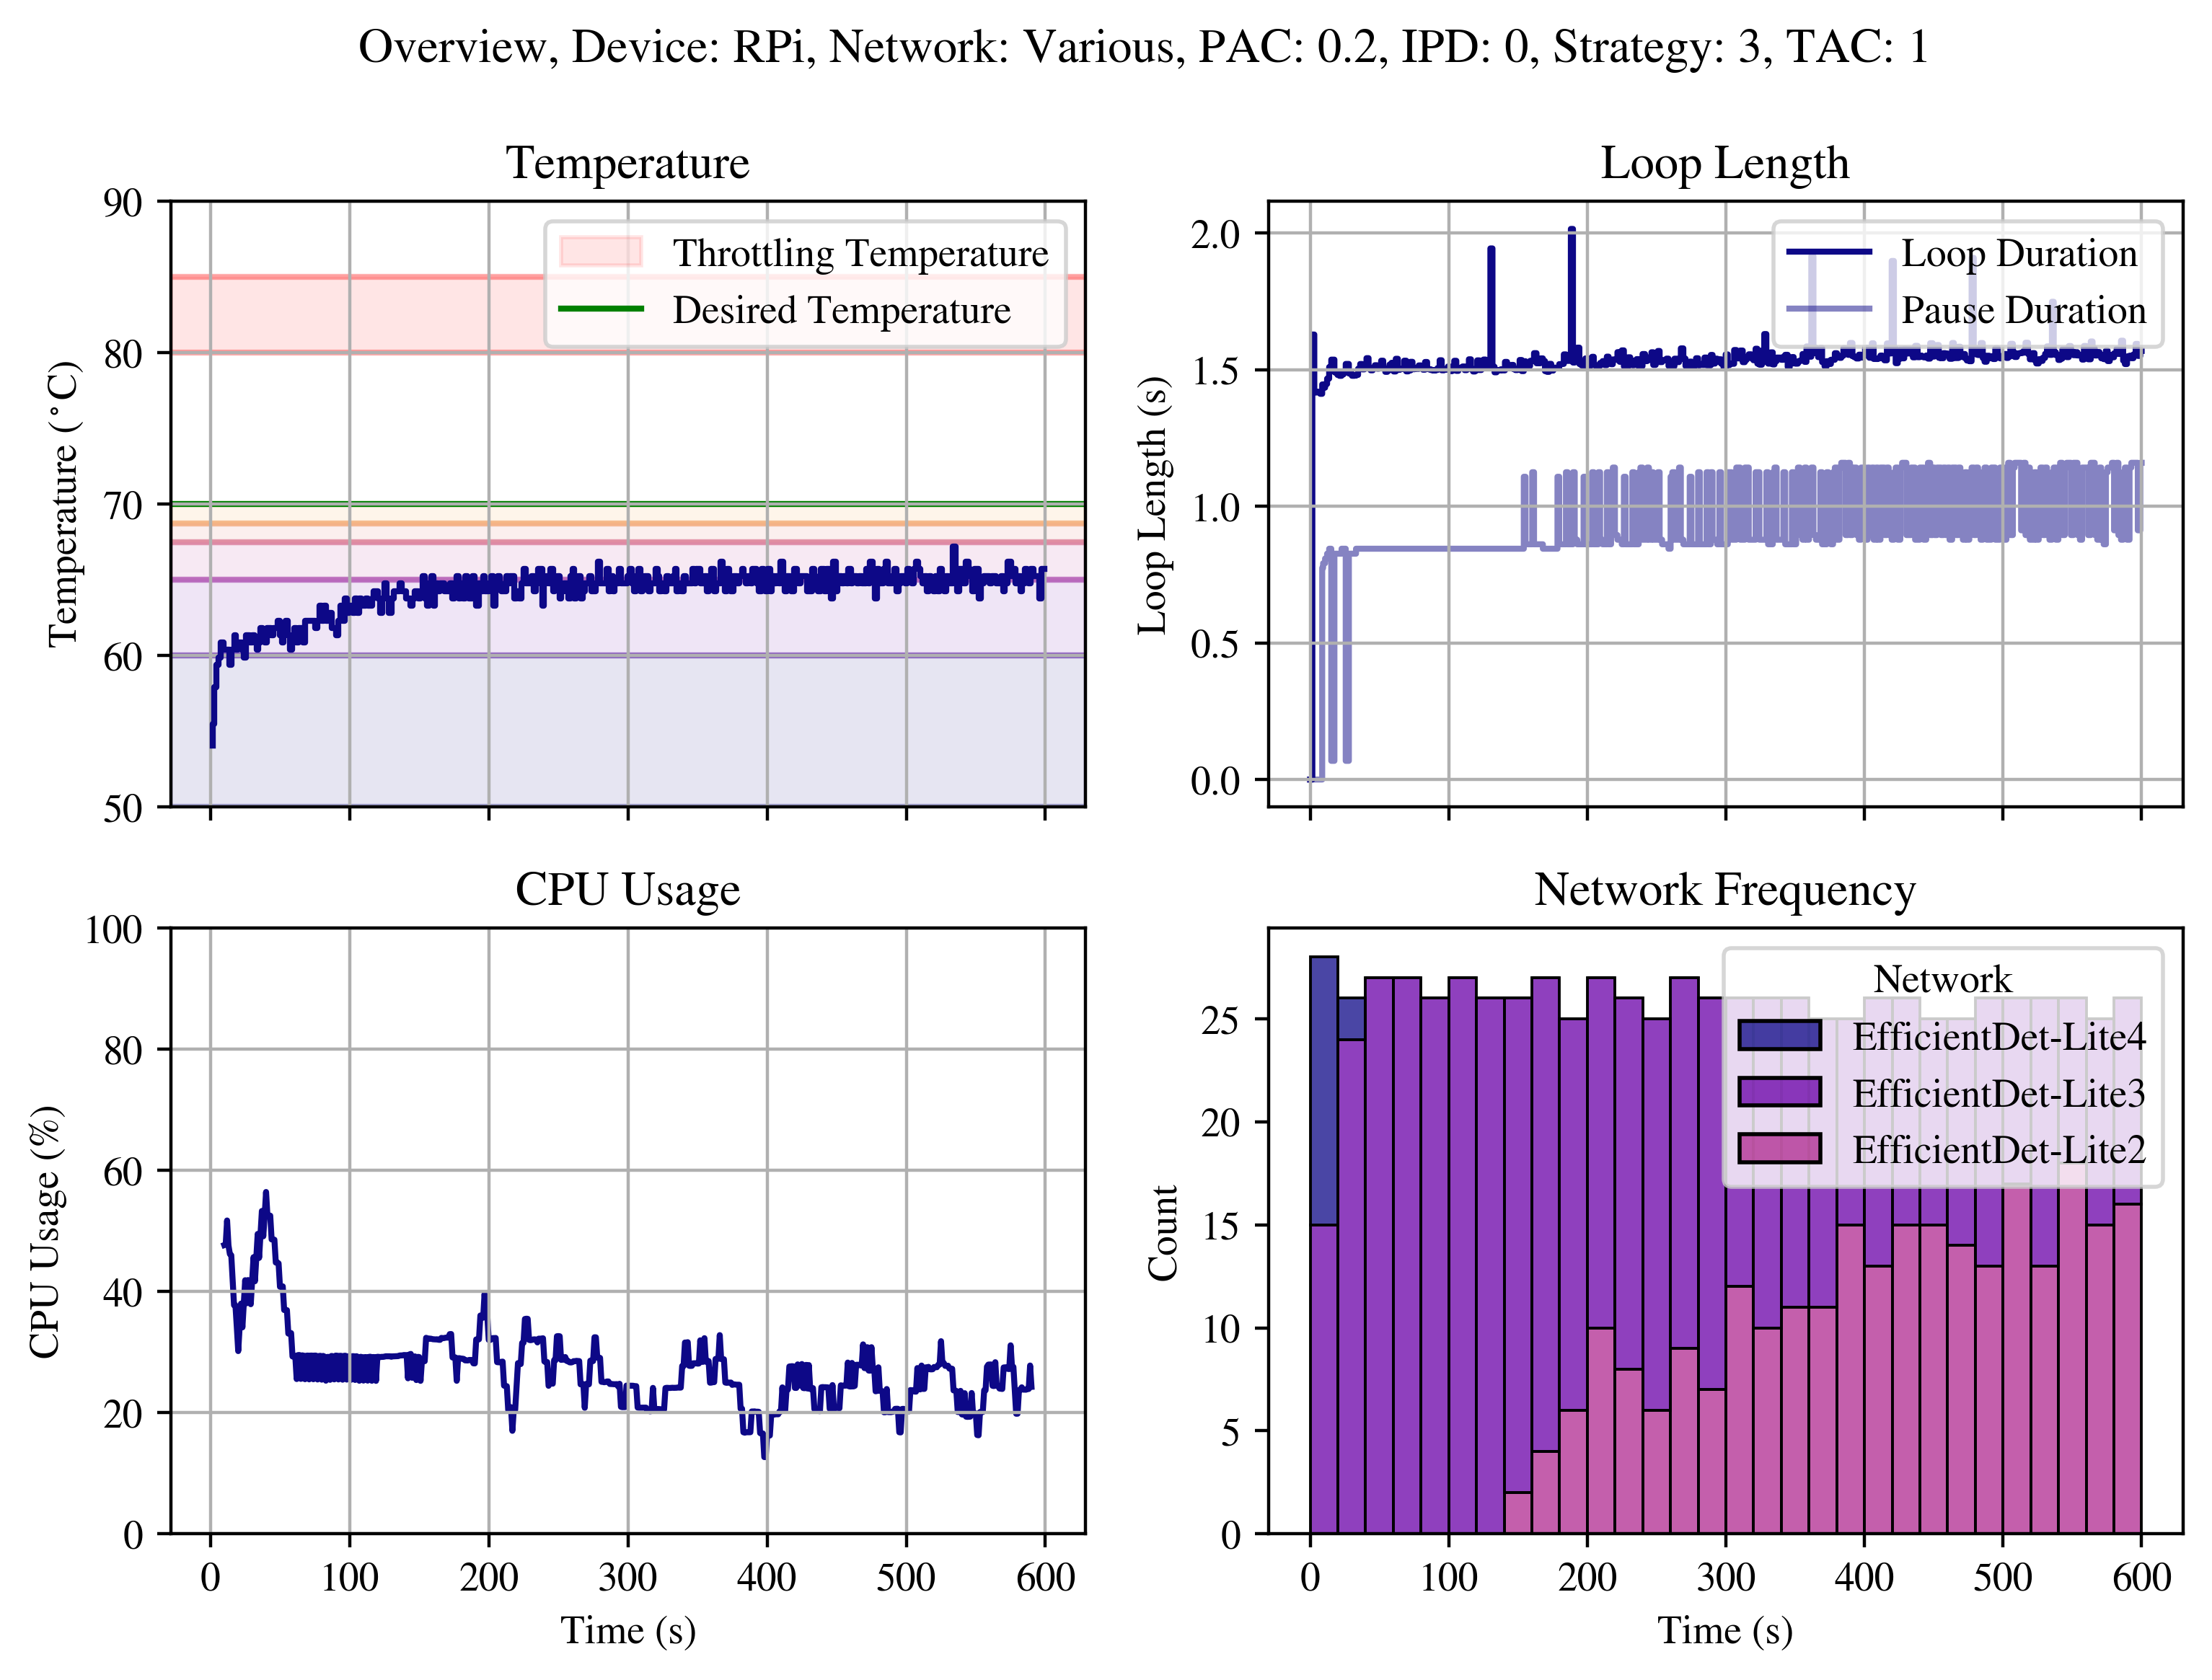 Overview, Device: RPi, Network: Various, PAC: 0.2, IPD: 0, Strategy: 3, TAC: 1
Temperature
90
80
70
60
50
Temperature (°C)
Throttling Temperature
Desired Temperature
Loop Length
2.0
1.5
1.0
0.5
0.0
Loop Length (s)
Loop Duration
Pause Duration
CPU Usage
100
80
60
40
20
0
CPU Usage (%)
0 100 200 300 400 500 600
Time (s)
Network Frequency
25
20
15
10
5
0
Count
Network
EfficientDet-Lite4
EfficientDet-Lite3
EfficientDet-Lite2
0 100 200 300 400 500 600
Time (s)